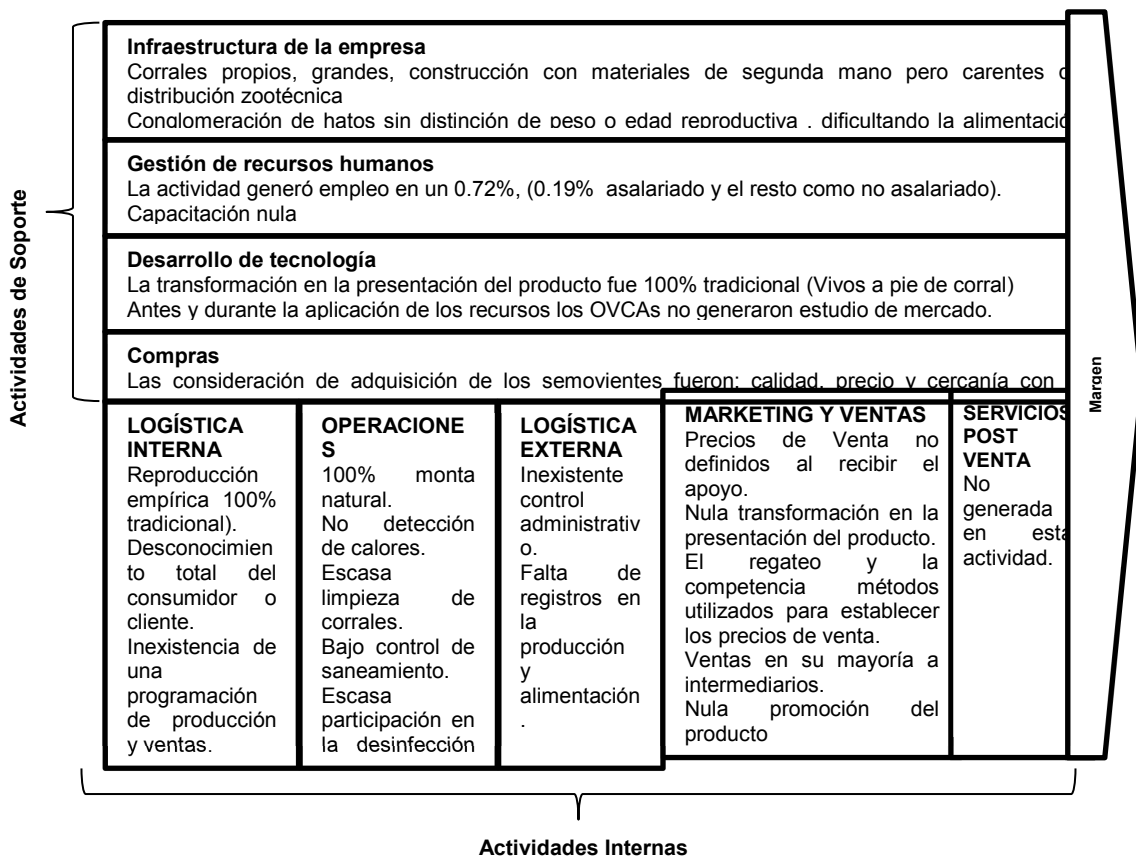 Actividades de Soporte
Infraestructura de la empresa
Corrales propios, grandes, construcción con materiales de segunda mano pero carentes
distribución zootécnica
Conglomeración de hatos sin distinción de peso o edad reproductiva . dificultando la
Gestión de recursos humanos
La actividad generó empleo en un 0.72%, (0.19% asalariado y el resto como no asalariado).
Capacitación nula
Desarrollo de tecnología
La transformación en la presentación del producto fue 100% tradicional (Vivos a pie de corral)
Antes y durante la aplicación de los recursos los OVCAs no generaron estudio de mercado.
Compras
Las consideración de adquisición de los semovientes fueron: calidad, precio y cercanía con
LOGÍSTICA
INTERNA
Reproducción
empírica 100%
tradicional).
Desconocimien
to total del
consumidor o
cliente.
Inexistencia de
una
programación
de producción
y ventas.
OPERACIONE
S
100% monta
natural.
No detección
de calores.
Escasa
limpieza de
corrales.
Bajo control de
saneamiento.
Escasa
participación en
la desinfección
LOGÍSTICA
EXTERNA
Inexistente
control
administrativ
o.
Falta de
registros en
la
producción
y
alimentación
.
MARKETING Y VENTAS
Precios de Venta no
definidos al recibir el
apoyo.
Nula transformación en la
presentación del producto.
El regateo y la
competencia métodos
utilizados para establecer
los precios de venta.
Ventas en su mayoría a
intermediarios.
Nula promoción del
producto
SERVICIOS
POST
VENTA
No
generada
en esta
actividad.
Margen
Actividades Internas